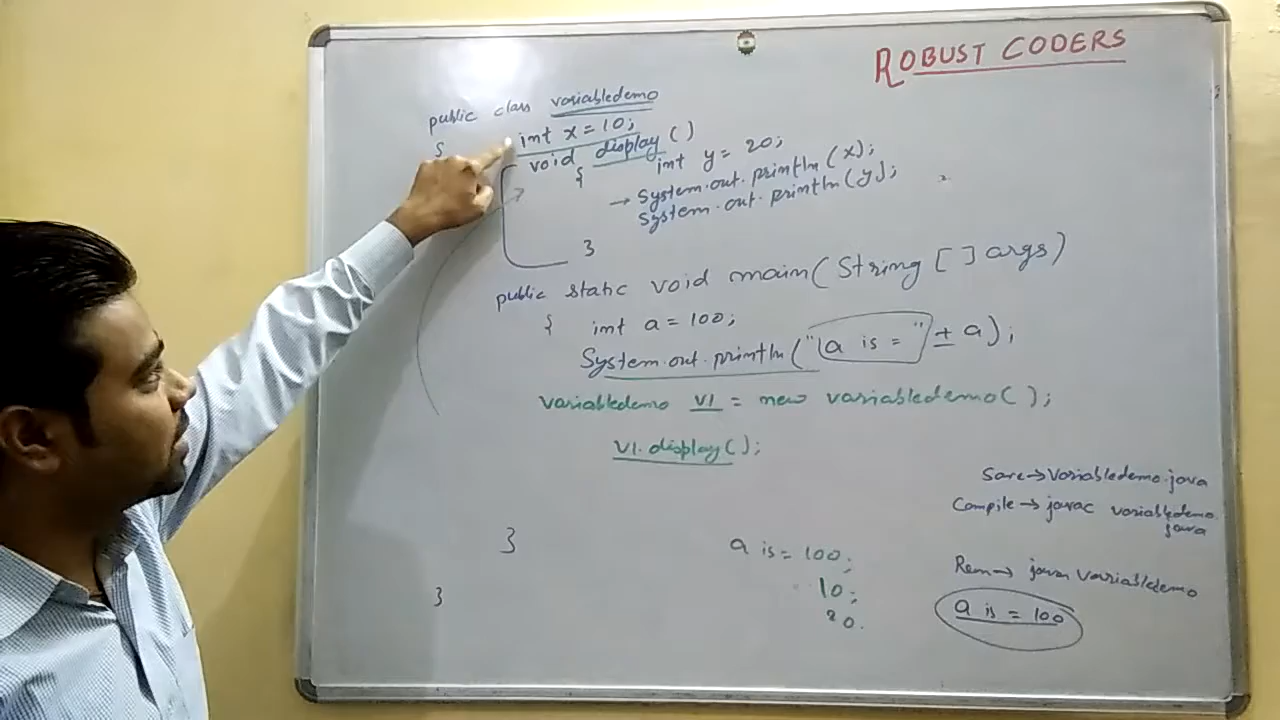 ROBUST CODERS
public class variabledemo
{ int x = 10;
void display ( )
{ int y = 20;
→ System.out.println (x);
System.out.println (y);
}
public static void main ( String [ ] args )
{ int a = 100;
System.out.println ("a is = " + a);
variabledemo v1 = new variabledemo ( );
v1.display ( );
}
}
a is = 100;
10;
20.
Save → variabledemo.java
Compile → javac variabledemo.
java
Run → java variabledemo
a is = 100